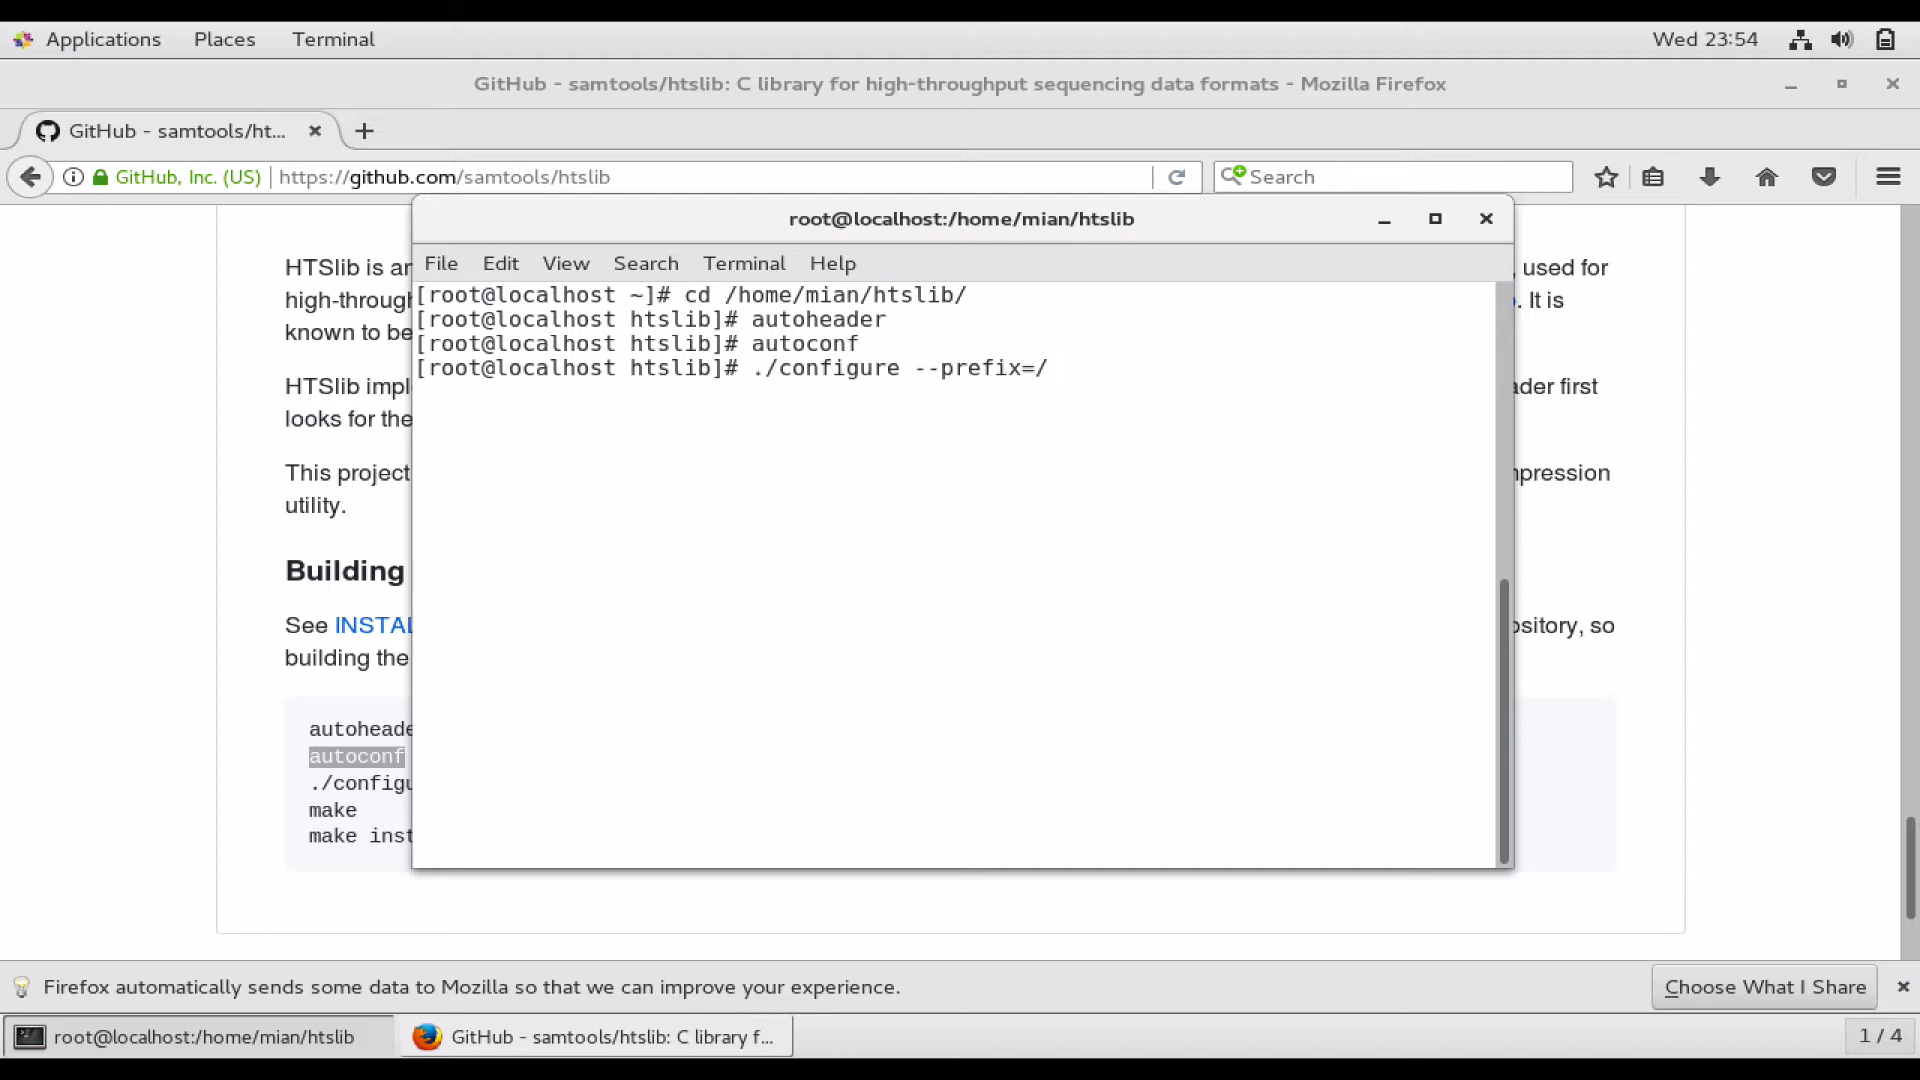 Applications Places Terminal Wed 23:54
GitHub - samtools/htslib: C library for high-throughput sequencing data formats - Mozilla Firefox
GitHub - samtools/ht...
GitHub, Inc. (US) https://github.com/samtools/htslib Search
root@localhost:/home/mian/htslib
File Edit View Search Terminal Help
[root@localhost ~]# cd /home/mian/htslib/
[root@localhost htslib]# autoheader
[root@localhost htslib]# autoconf
[root@localhost htslib]# ./configure --prefix=/
HTSlib is an , used for
high-through . It is
known to be
HTSlib impl ader first
looks for the
This project mpression
utility.
Building
See INSTAL ository, so
building the
autoheade
autoconf
./configu
make
make inst
Firefox automatically sends some data to Mozilla so that we can improve your experience. Choose What I Share
root@localhost:/home/mian/htslib GitHub - samtools/htslib: C library f... 1 / 4